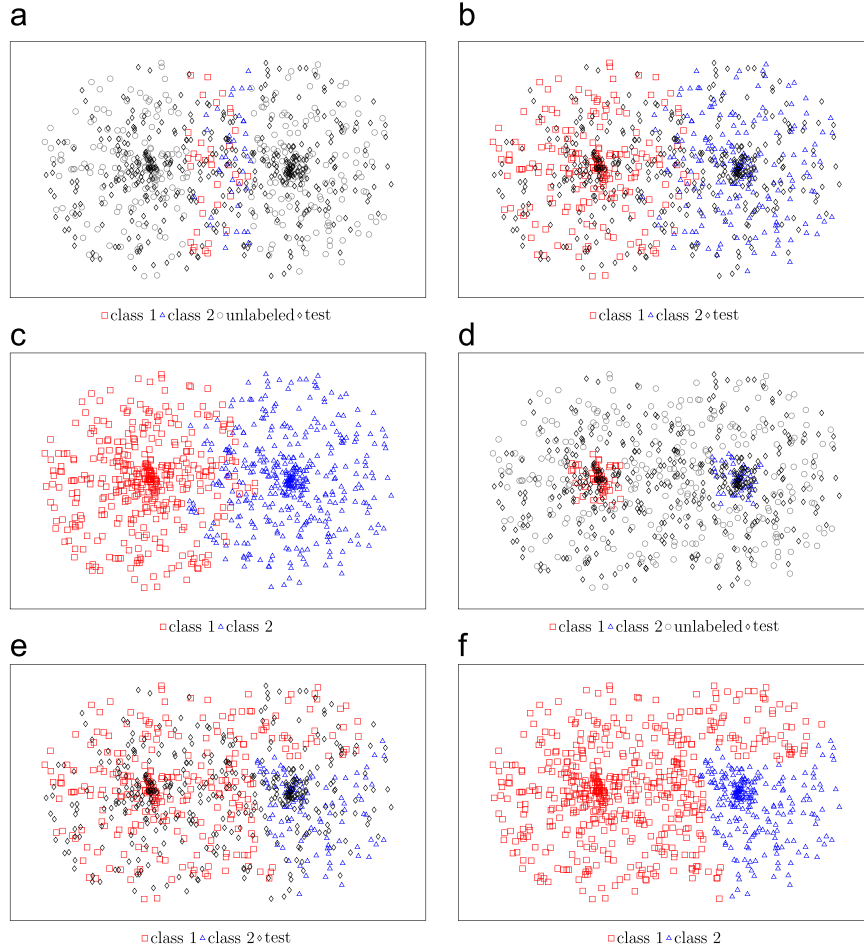 a
b
□ class 1 ▵ class 2 ○ unlabeled ◊ test
□ class 1 ▵ class 2 ◊ test
c
d
□ class 1 ▵ class 2
□ class 1 ▵ class 2 ○ unlabeled ◊ test
e
f
□ class 1 ▵ class 2 ◊ test
□ class 1 ▵ class 2